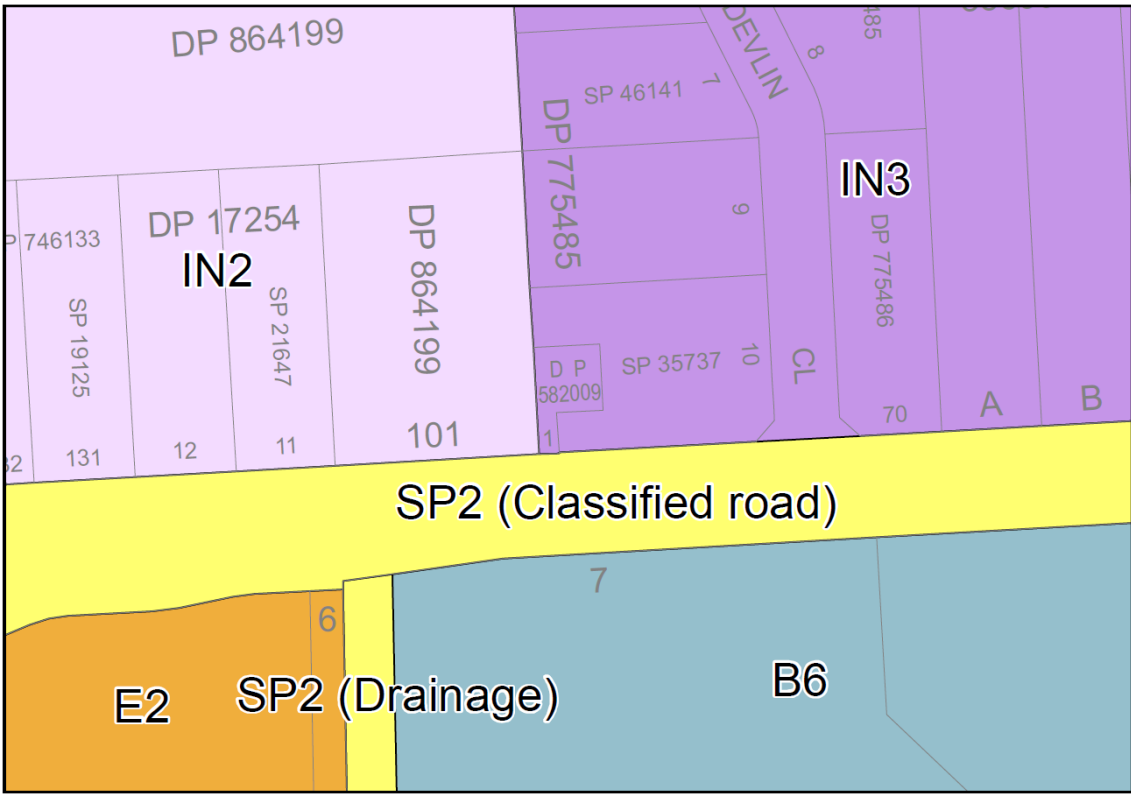 DP 864199
DEVLIN
8
485
SP 46141
7
DP 775485
IN3
P 746133
DP 17254
IN2
DP 864199
9
DP 775486
SP 19125
SP 21647
D P
582009
SP 35737
10
CL
70
A
B
32
131
12
11
101
1
SP2 (Classified road)
7
6
E2
SP2 (Drainage)
B6